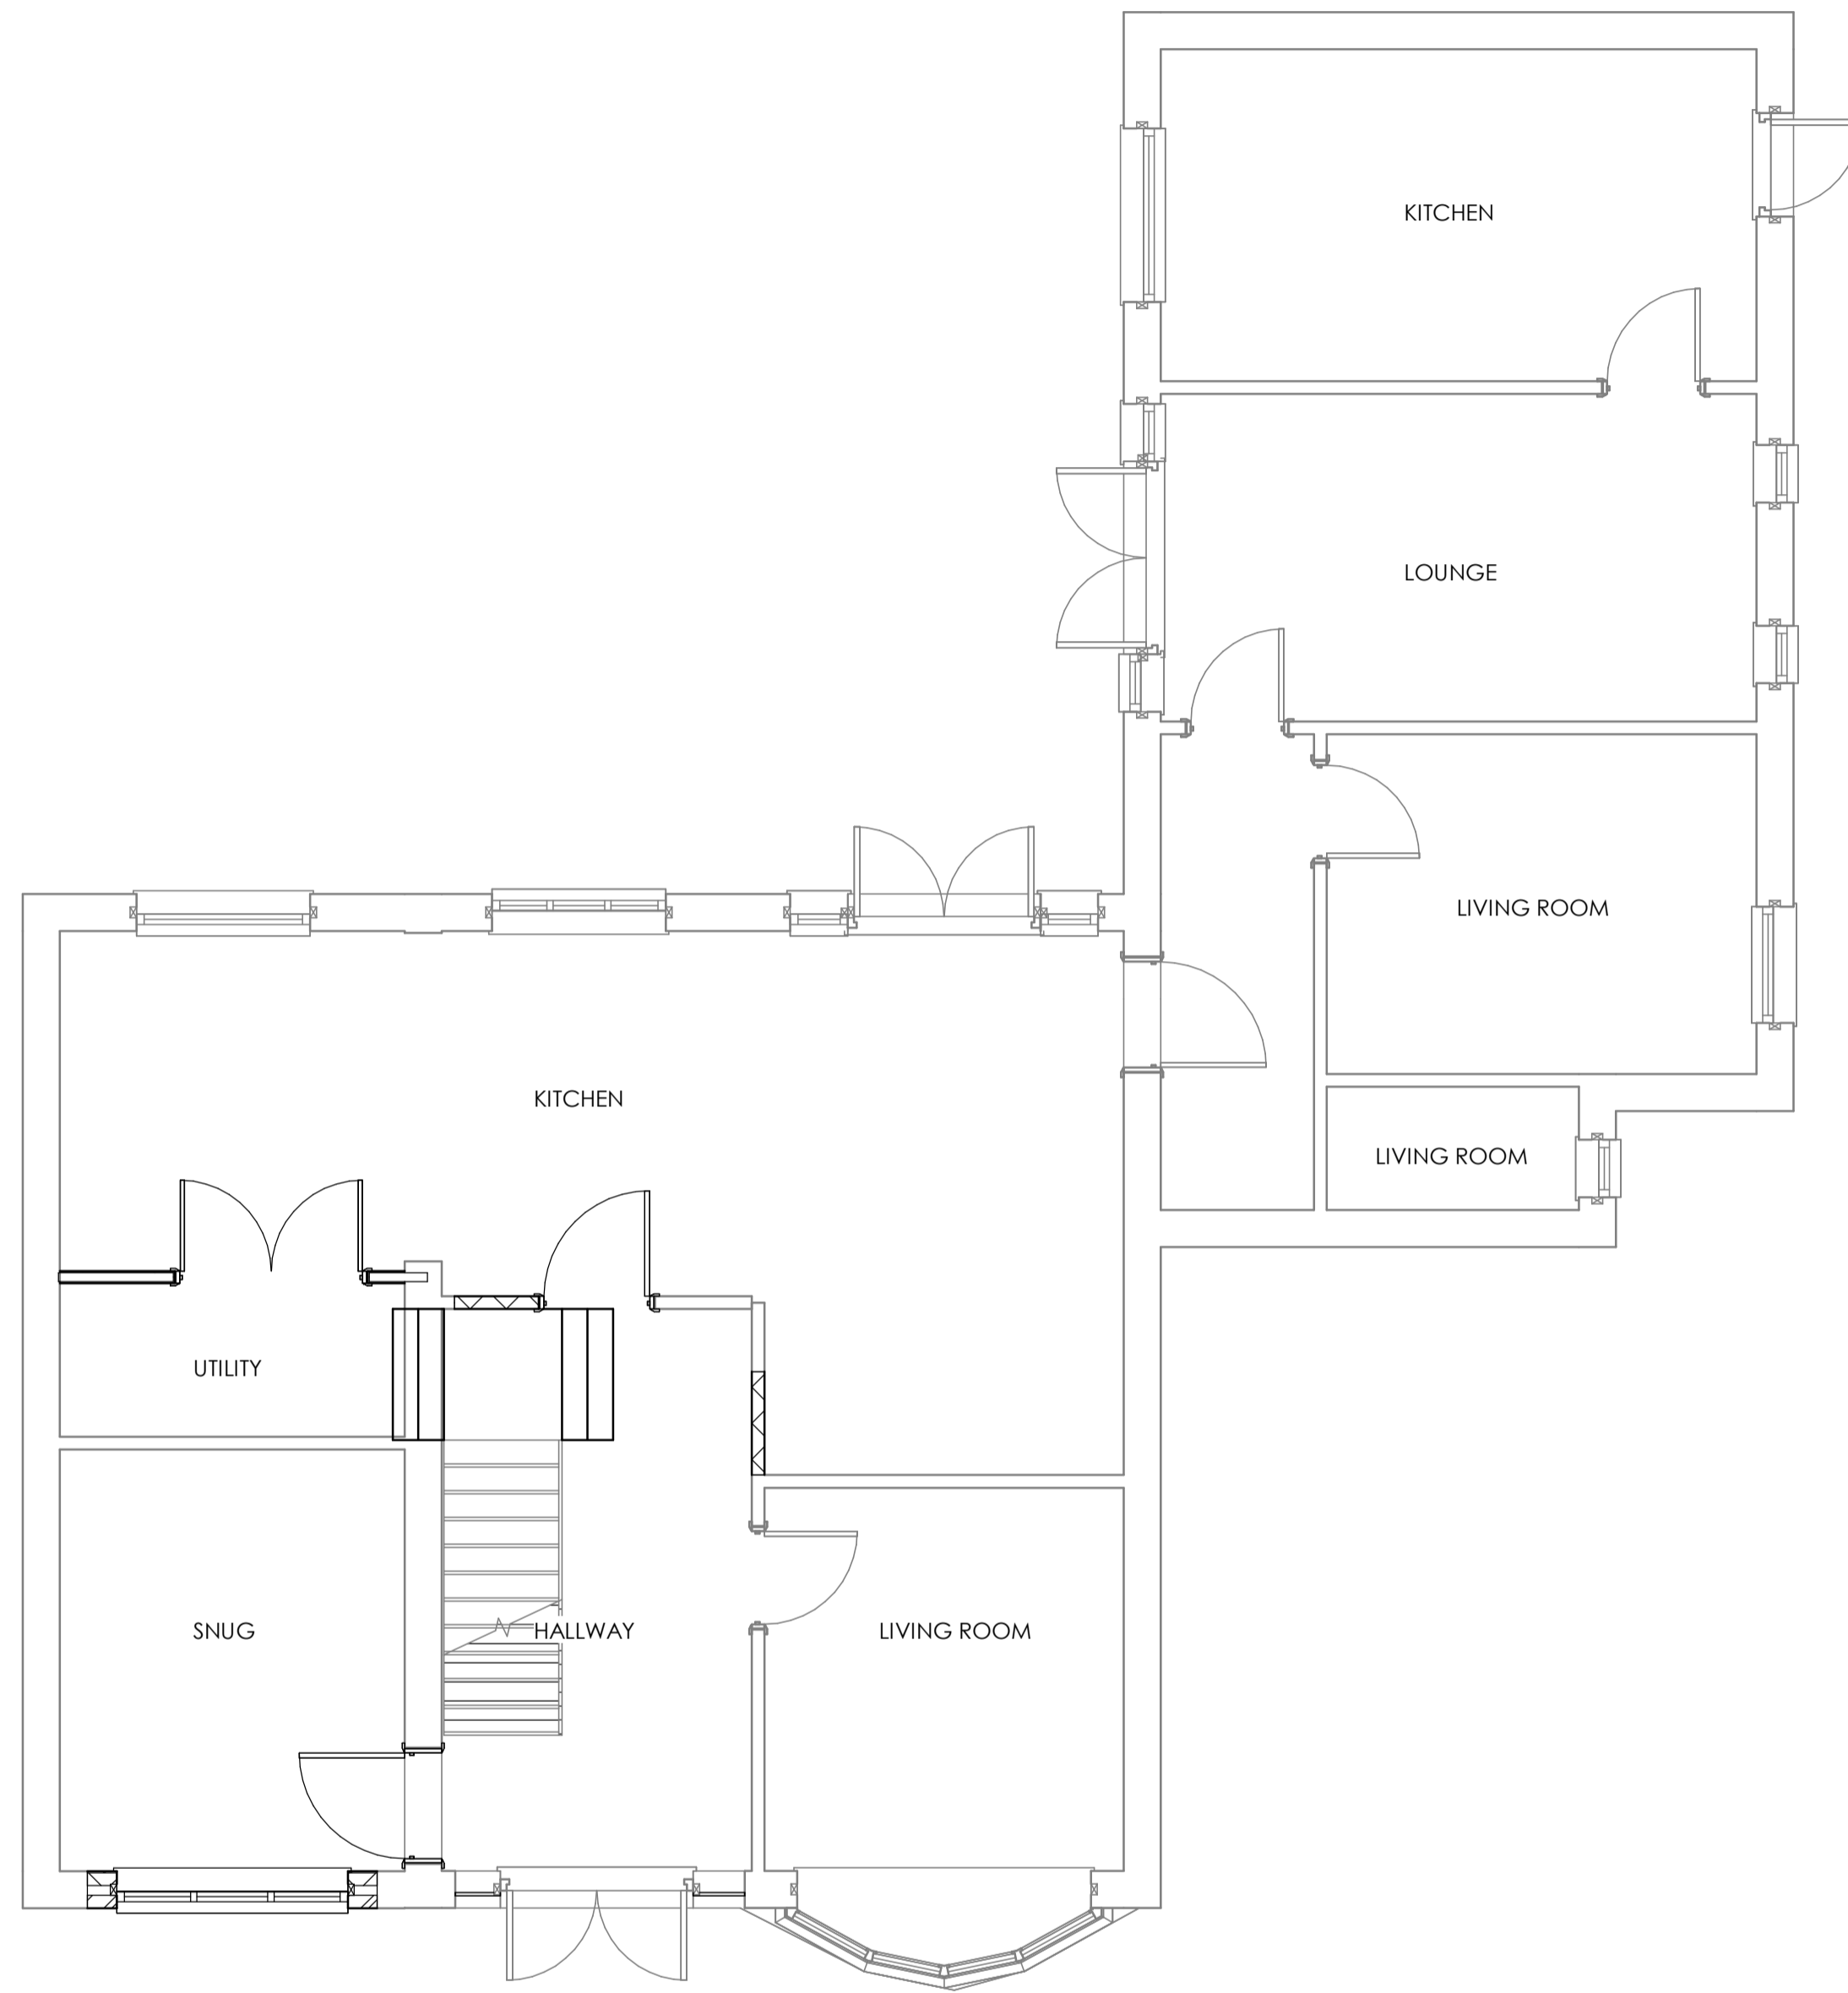 KITCHEN
LOUNGE
LIVING ROOM
KITCHEN
LIVING ROOM
UTILITY
SNUG
HALLWAY
LIVING ROOM